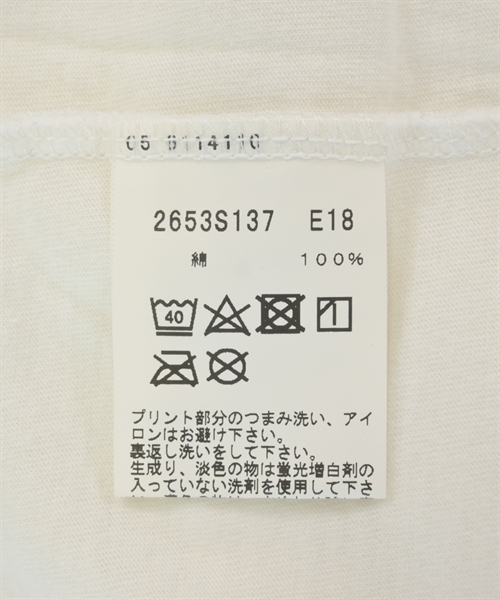 2653S137 E18
綿 100%
40
プリント部分のつまみ洗い、アイ
ロンはお避け下さい。
裏返し洗いをして下さい。
生成り、淡色の物は蛍光増白剤の
入っていない洗剤を使用して下さ